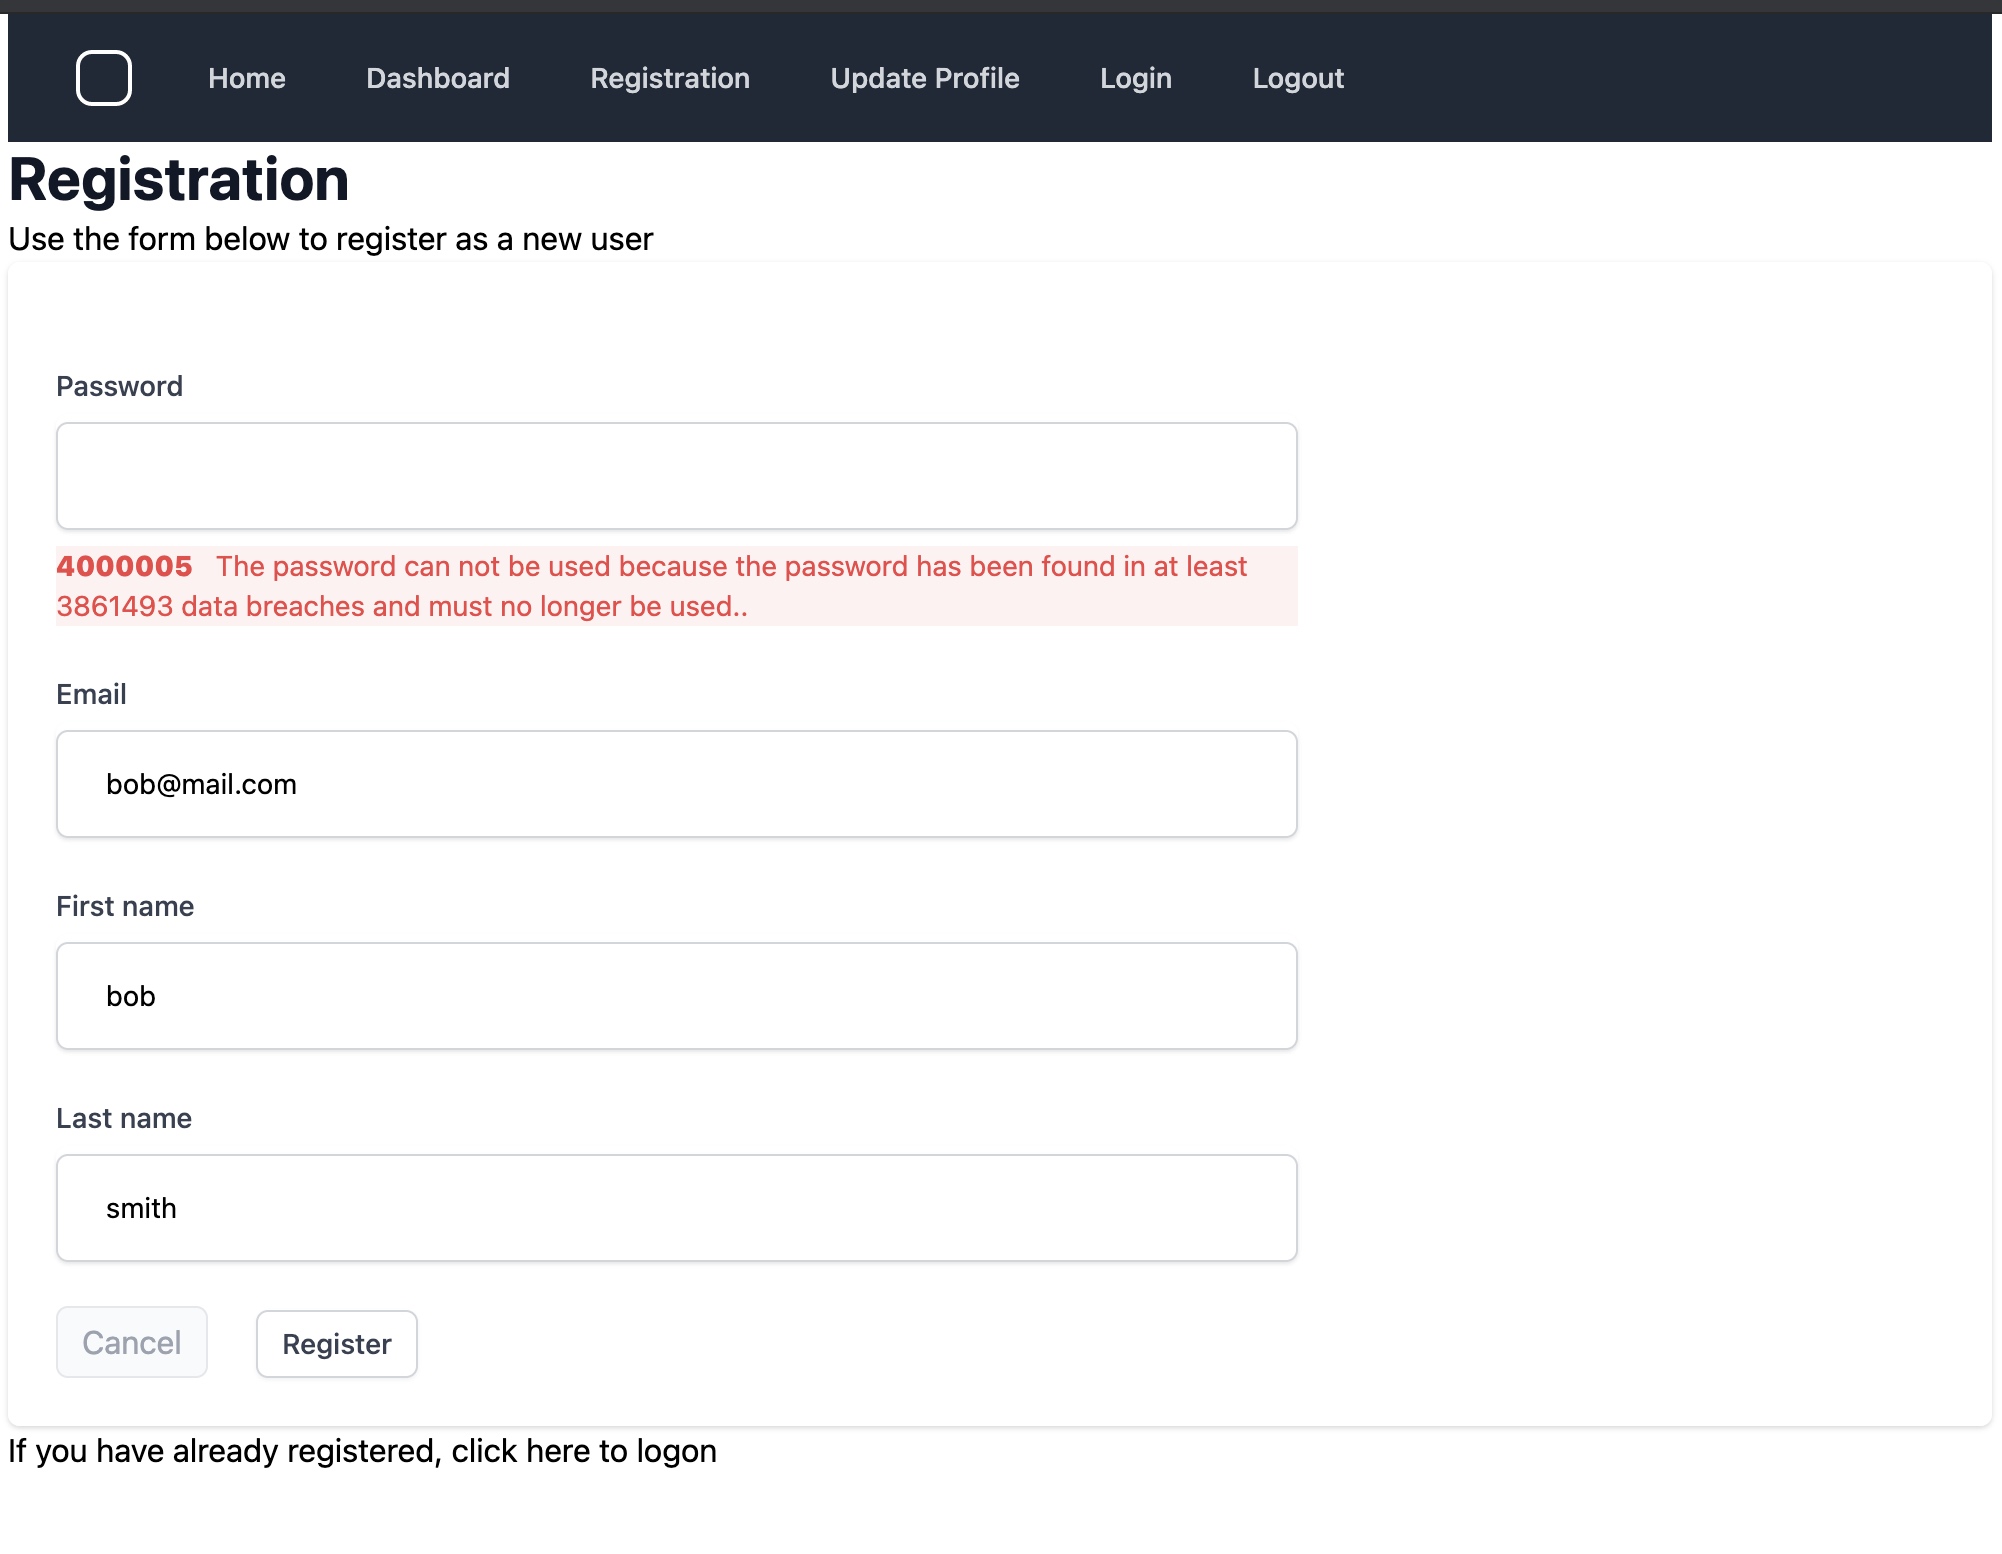 Home Dashboard Registration Update Profile Login Logout
Registration
Use the form below to register as a new user
Password
4000005 The password can not be used because the password has been found in at least
3861493 data breaches and must no longer be used..
Email
bob@mail.com
First name
bob
Last name
smith
Cancel Register
If you have already registered, click here to logon